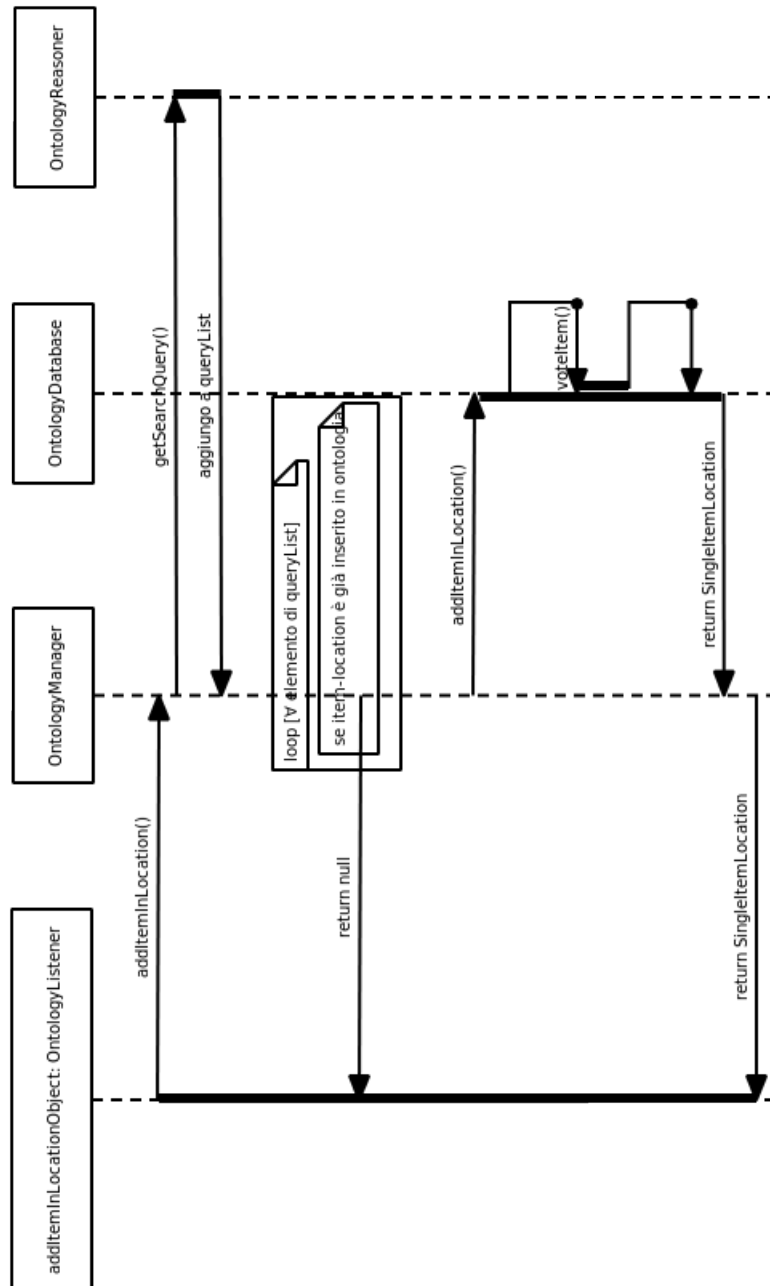 addItemInLocationObject: OntologyListener
OntologyManager
OntologyDatabase
OntologyReasoner
addItemInLocation()
getSearchQuery()
aggiungo a queryList
loop [∀ elemento di queryList]
se item-location è già inserito in ontologia
return null
addItemInLocation()
voteItem()
return SingleItemLocation
return SingleItemLocation